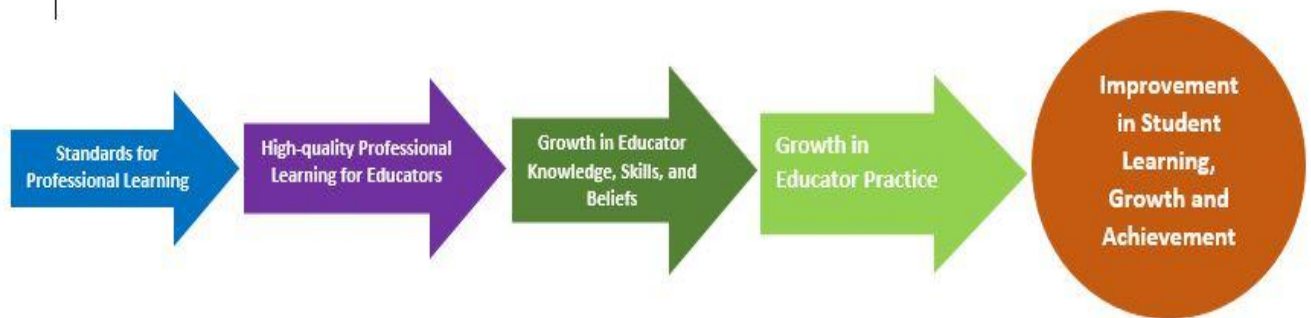 Standards for
Professional Learning
High-quality Professional
Learning for Educators
Growth in Educator
Knowledge, Skills, and
Beliefs
Growth in
Educator Practice
Improvement
in Student
Learning,
Growth and
Achievement